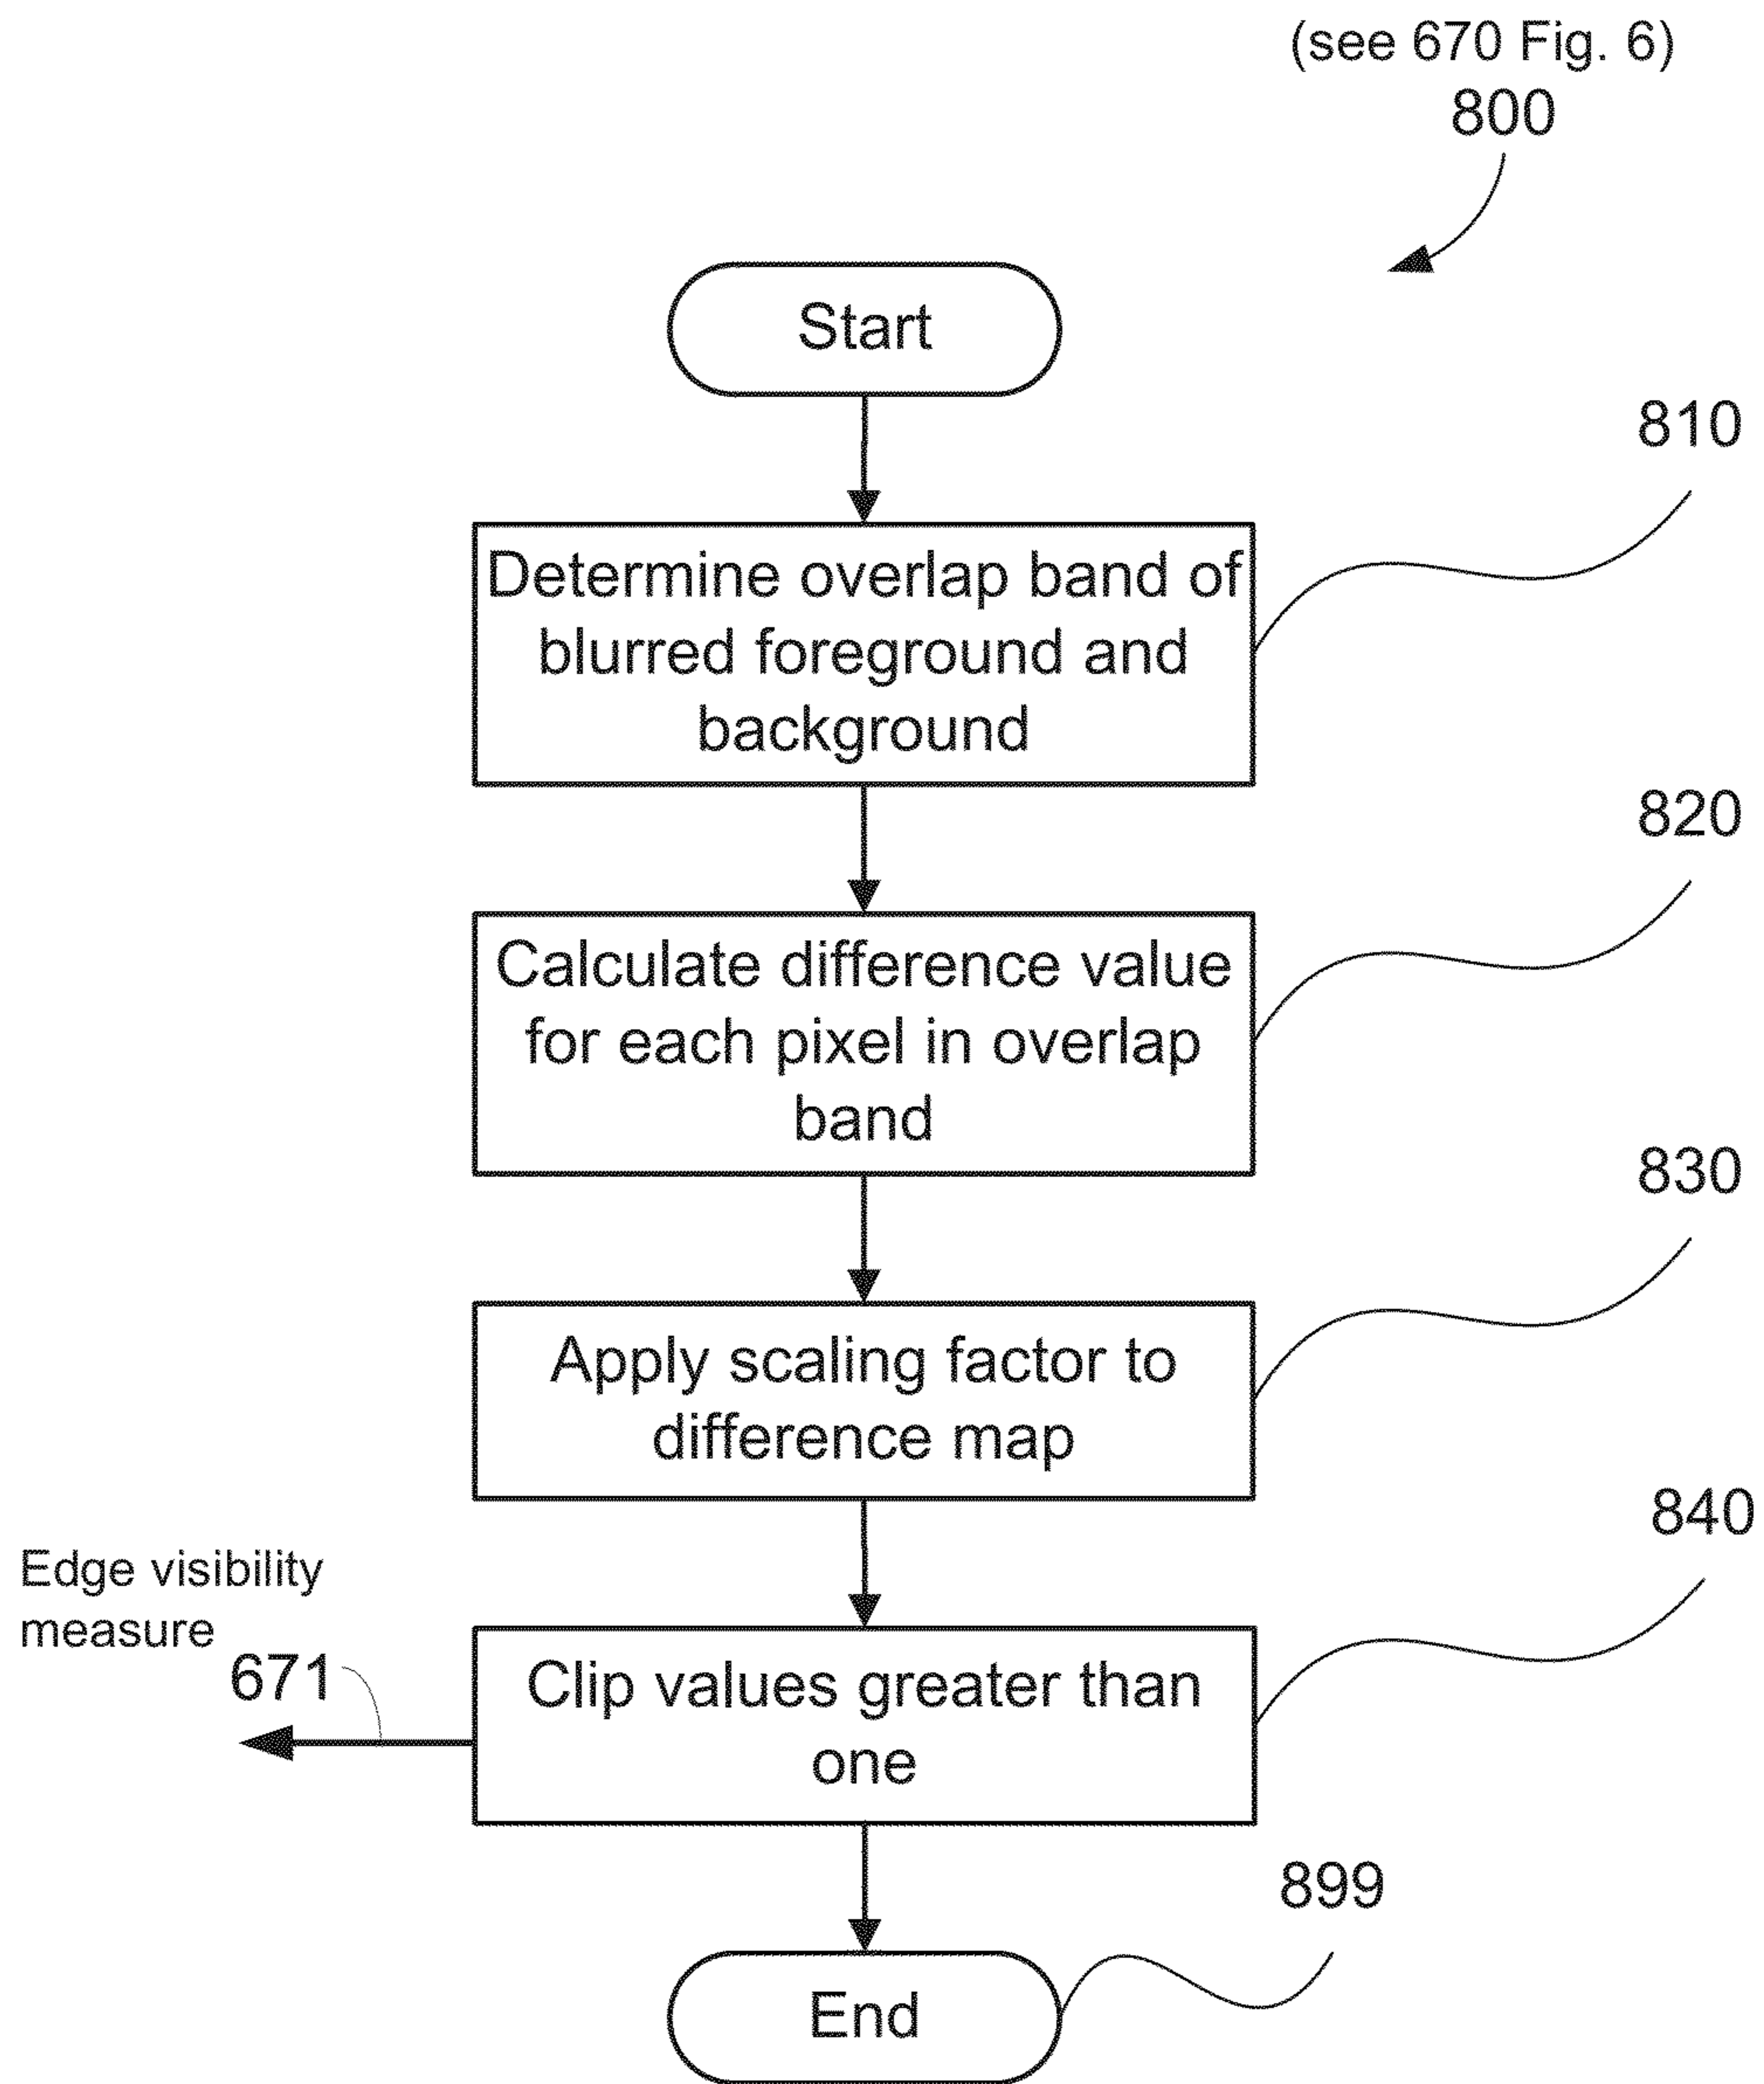 (see 670 Fig. 6)
800
Start
810
Determine overlap band of
blurred foreground and
background
820
Calculate difference value
for each pixel in overlap
band
830
Apply scaling factor to
difference map
840
Edge visibility
measure
671
Clip values greater than
one
899
End